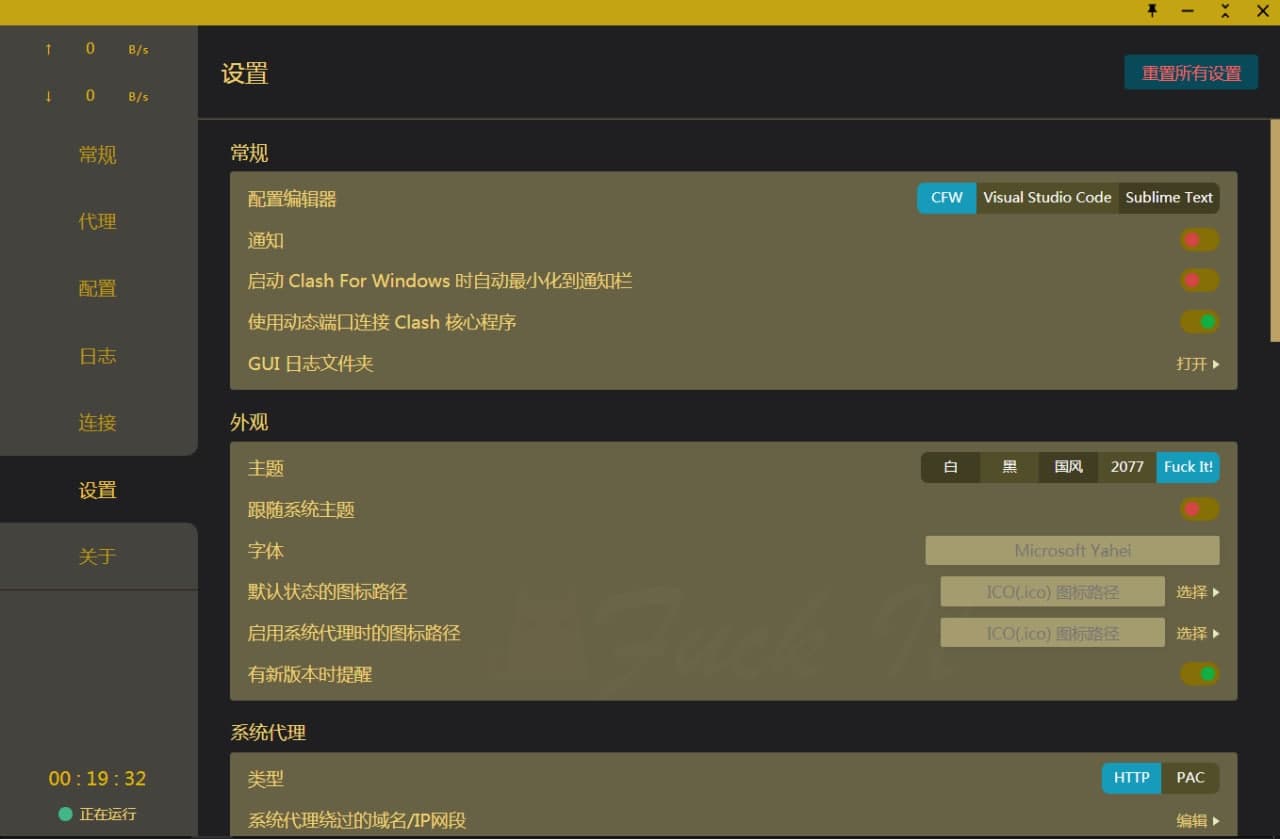 ↑ 0 B/s
↓ 0 B/s
常规
代理
配置
日志
连接
设置
关于
00 : 19 : 32
正在运行
设置 重置所有设置
常规
配置编辑器 CFW Visual Studio Code Sublime Text
通知
启动 Clash For Windows 时自动最小化到通知栏
使用动态端口连接 Clash 核心程序
GUI 日志文件夹 打开
外观
主题 白 黑 国风 2077 Fuck It!
跟随系统主题
字体 Microsoft Yahei
默认状态的图标路径 ICO(.ico) 图标路径 选择
启用系统代理时的图标路径 ICO(.ico) 图标路径 选择
Fuck It
有新版本时提醒
系统代理
类型 HTTP PAC
系统代理绕过的域名/IP网段 编辑